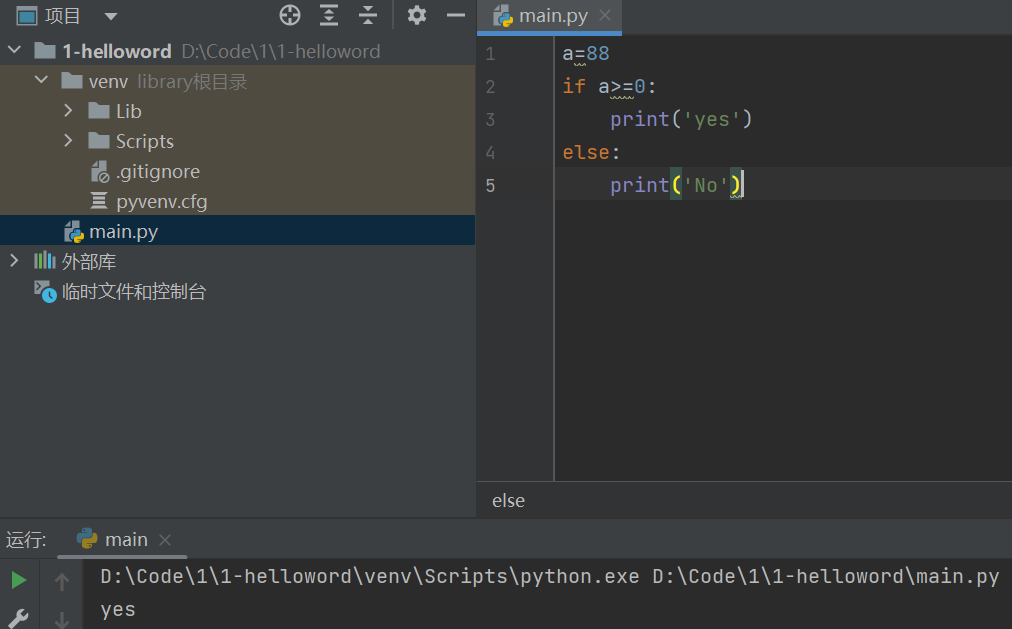 项目
1-helloword D:\Code\1\1-helloword
venv library根目录
Lib
Scripts
.gitignore
pyvenv.cfg
main.py
外部库
临时文件和控制台
main.py
1 a=88
2 if a>=0:
3 print('yes')
4 else:
5 print('No')
else
运行: main
D:\Code\1\1-helloword\venv\Scripts\python.exe D:\Code\1\1-helloword\main.py
yes